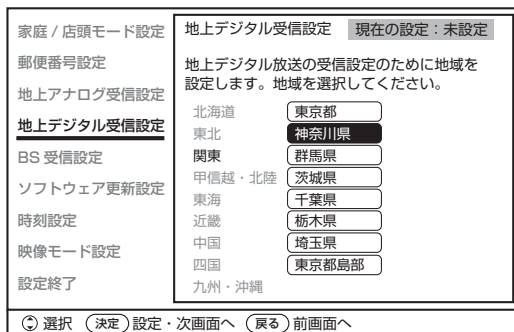 家庭 / 店頭モード設定
郵便番号設定
地上アナログ受信設定
地上デジタル受信設定
BS 受信設定
ソフトウェア更新設定
時刻設定
映像モード設定
設定終了
地上デジタル受信設定 現在の設定：未設定
地上デジタル放送の受信設定のために地域を
設定します。地域を選択してください。
北海道 東京都
東北 神奈川県
関東 群馬県
甲信越・北陸 茨城県
東海 千葉県
近畿 栃木県
中国 埼玉県
四国 東京都島部
九州・沖縄
選択 決定 設定・次画面へ 戻る 前画面へ